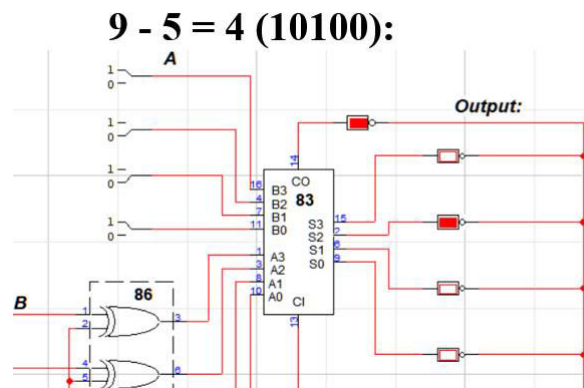 9 - 5 = 4 (10100):
A
Output:
1
0
1
0
1
0
1
0
14
CO
83
16 B3
4 B2
7 B1
11 B0
S3 15
S2 2
S1 6
S0 9
1 A3
3 A2
8 A1
10 A0
CI
13
86
B
1
2
3
4
5
6